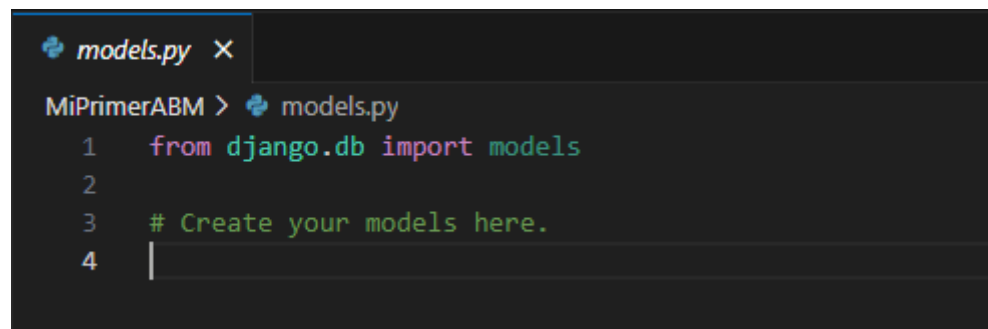 models.py
MiPrimerABM > models.py
1 from django.db import models
2
3 # Create your models here.
4